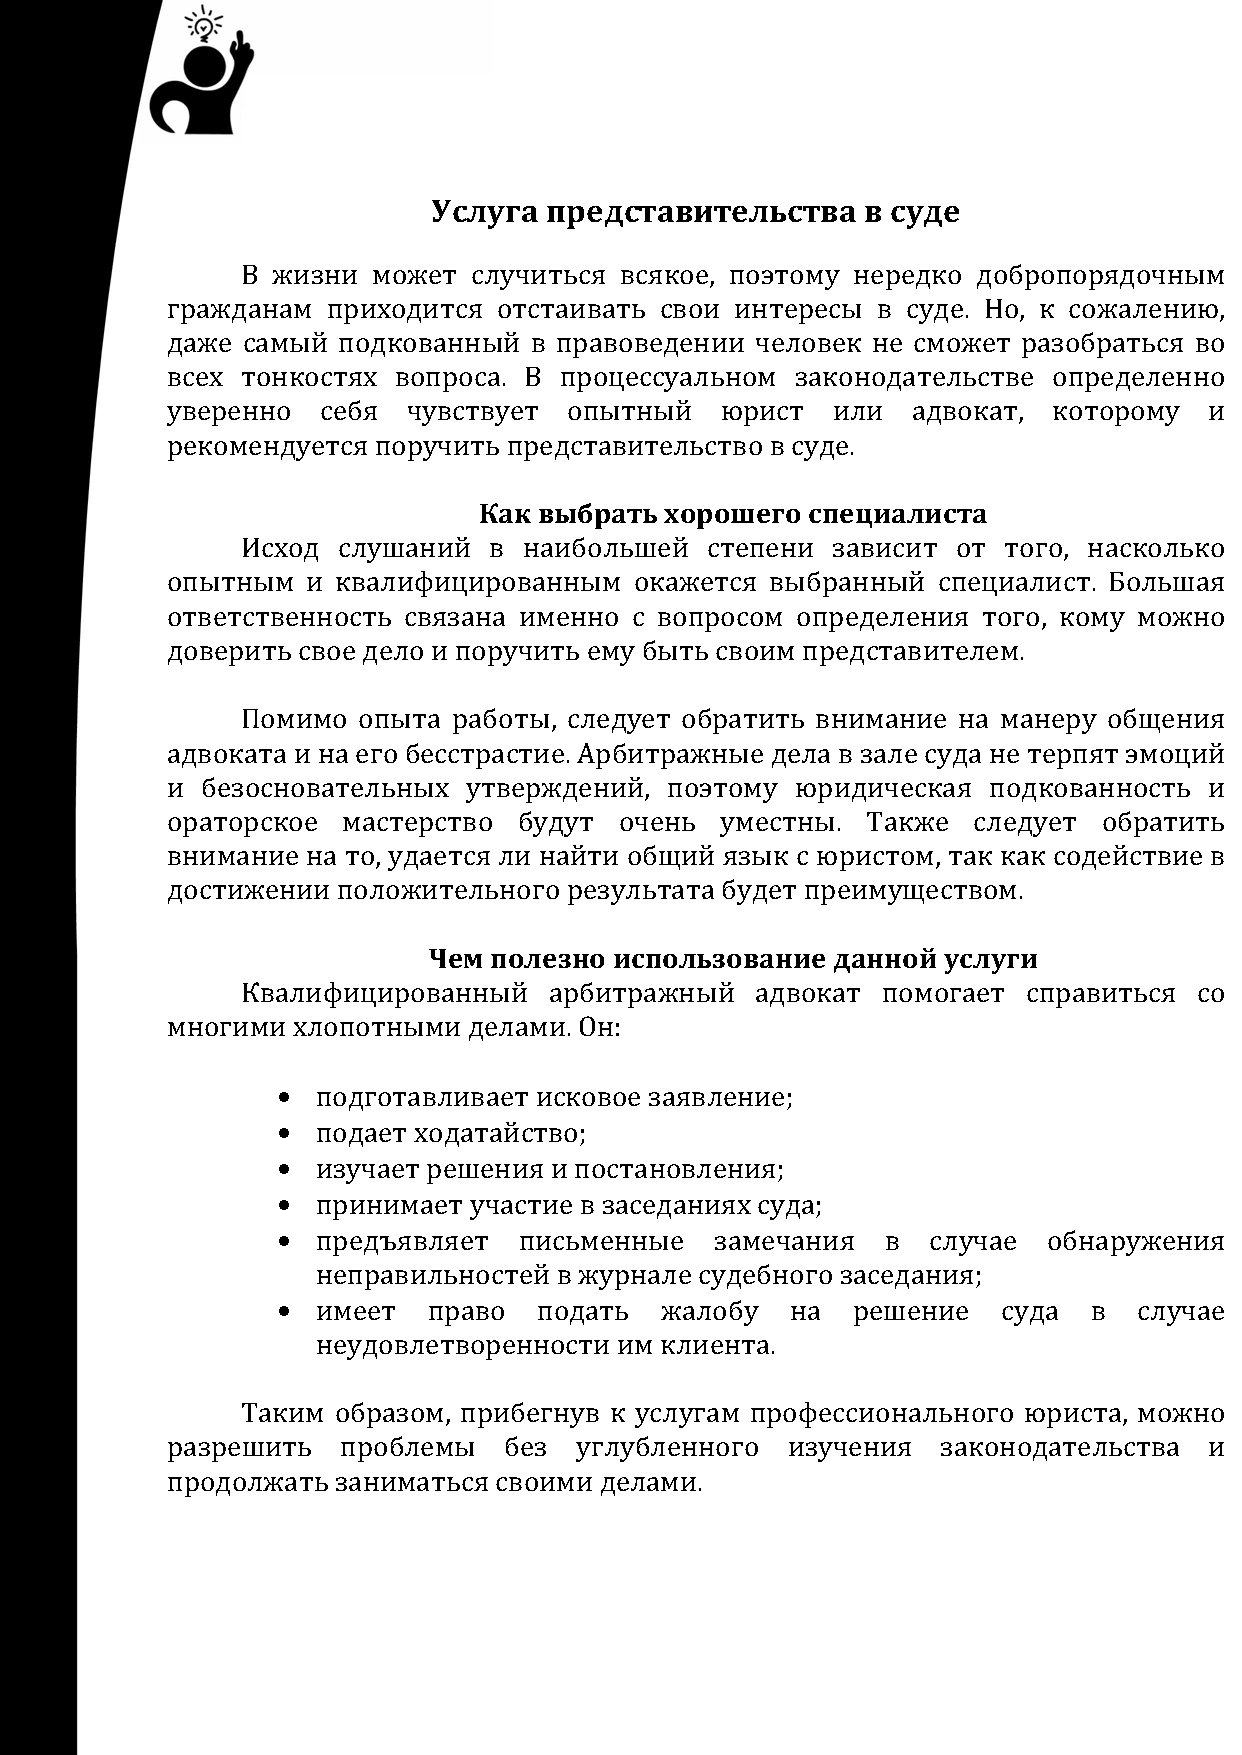 Услуга представительства в суде
В жизни может случиться всякое, поэтому нередко добропорядочным
гражданам приходится отстаивать свои интересы в суде. Но, к сожалению,
даже самый подкованный в правоведении человек не сможет разобраться во
всех тонкостях вопроса. В процессуальном законодательстве определенно
уверенно себя чувствует опытный юрист или адвокат, которому и
рекомендуется поручить представительство в суде.
Как выбрать хорошего специалиста
Исход слушаний в наибольшей степени зависит от того, насколько
опытным и квалифицированным окажется выбранный специалист. Большая
ответственность связана именно с вопросом определения того, кому можно
доверить свое дело и поручить ему быть своим представителем.
Помимо опыта работы, следует обратить внимание на манеру общения
адвоката и на его бесстрастие. Арбитражные дела в зале суда не терпят эмоций
и безосновательных утверждений, поэтому юридическая подкованность и
ораторское мастерство будут очень уместны. Также следует обратить
внимание на то, удается ли найти общий язык с юристом, так как содействие в
достижении положительного результата будет преимуществом.
Чем полезно использование данной услуги
Квалифицированный арбитражный адвокат помогает справиться со
многими хлопотными делами. Он:
• подготавливает исковое заявление;
• подает ходатайство;
• изучает решения и постановления;
• принимает участие в заседаниях суда;
• предъявляет письменные замечания в случае обнаружения
неправильностей в журнале судебного заседания;
• имеет право подать жалобу на решение суда в случае
неудовлетворенности им клиента.
Таким образом, прибегнув к услугам профессионального юриста, можно
разрешить проблемы без углубленного изучения законодательства и
продолжать заниматься своими делами.